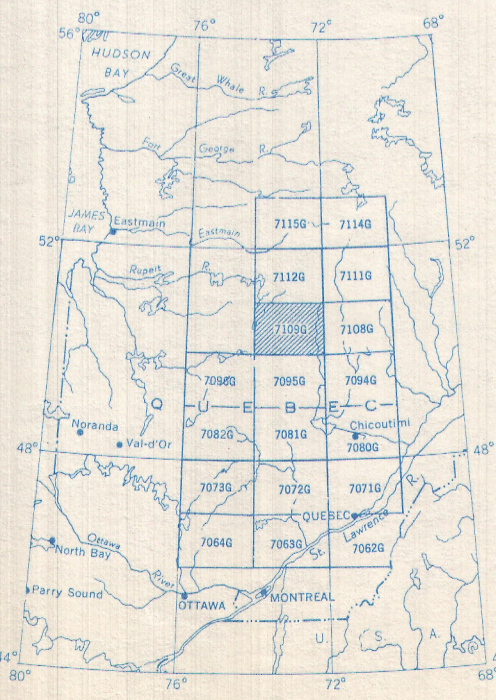 80° 76° 72° 68°
56°
HUDSON
BAY
Great Whale R.
Fort George R.
JAMES
BAY
Eastmain
Eastmain
7115G 7114G
52° 52°
Rupert R.
7112G 7111G
7109G 7108G
7096G 7095G 7094G
Q U E B E C
Noranda
Val-d'Or
7082G 7081G
Chicoutimi
7080G
48° 48°
7073G 7072G 7071G
QUEBEC
St. Lawrence R.
7064G 7063G 7062G
Ottawa River
North Bay
Parry Sound
OTTAWA
MONTREAL
U. S. A.
44°
80° 76° 72° 68°